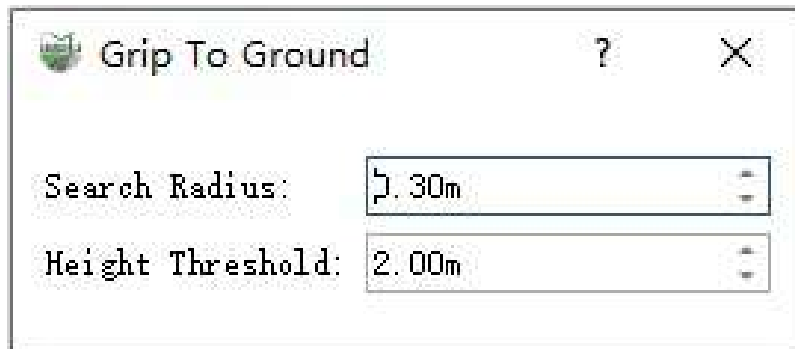 Grip To Ground ? ×
Search Radius: 0.30m
Height Threshold: 2.00m